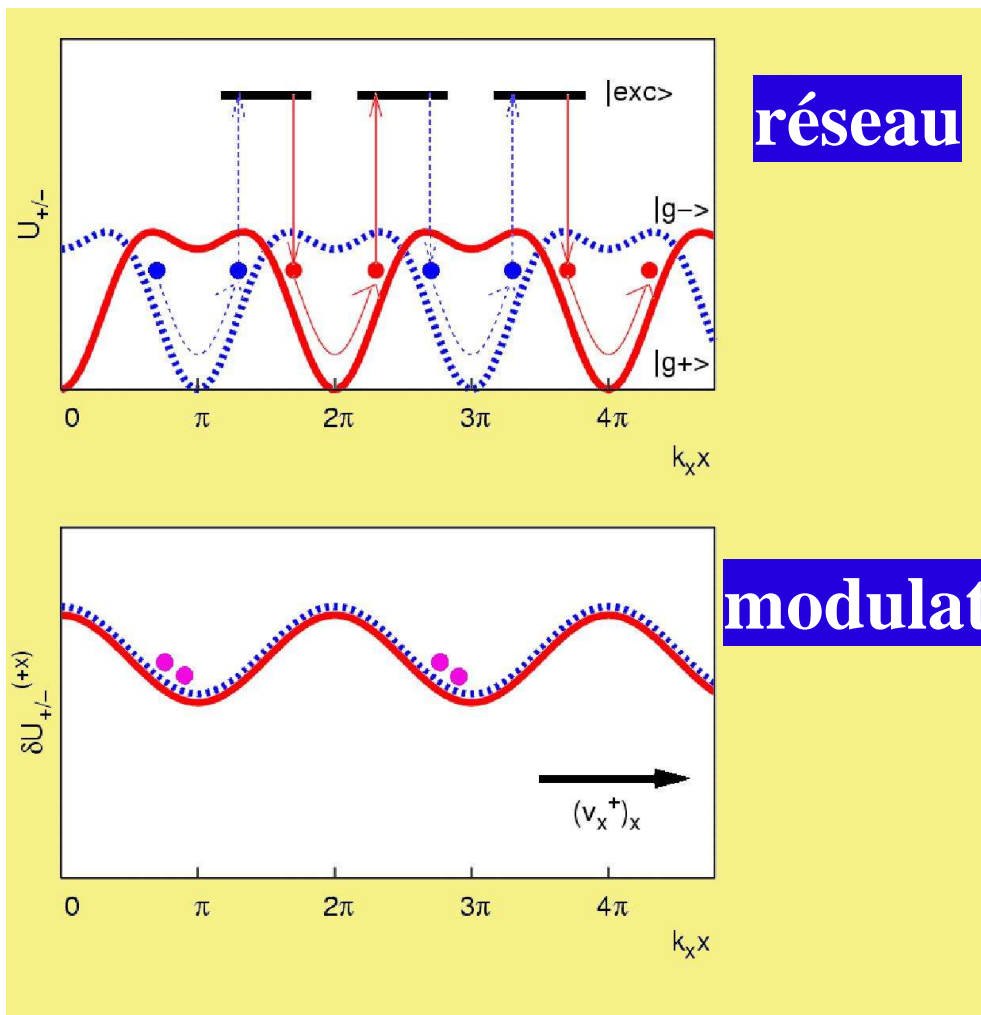 |exc>
réseau
U+/-
|g−>
|g+>
0 π 2π 3π 4π
kₓx
modulat
δU+/-(+x)
(vₓ⁺)ₓ
0 π 2π 3π 4π
kₓx